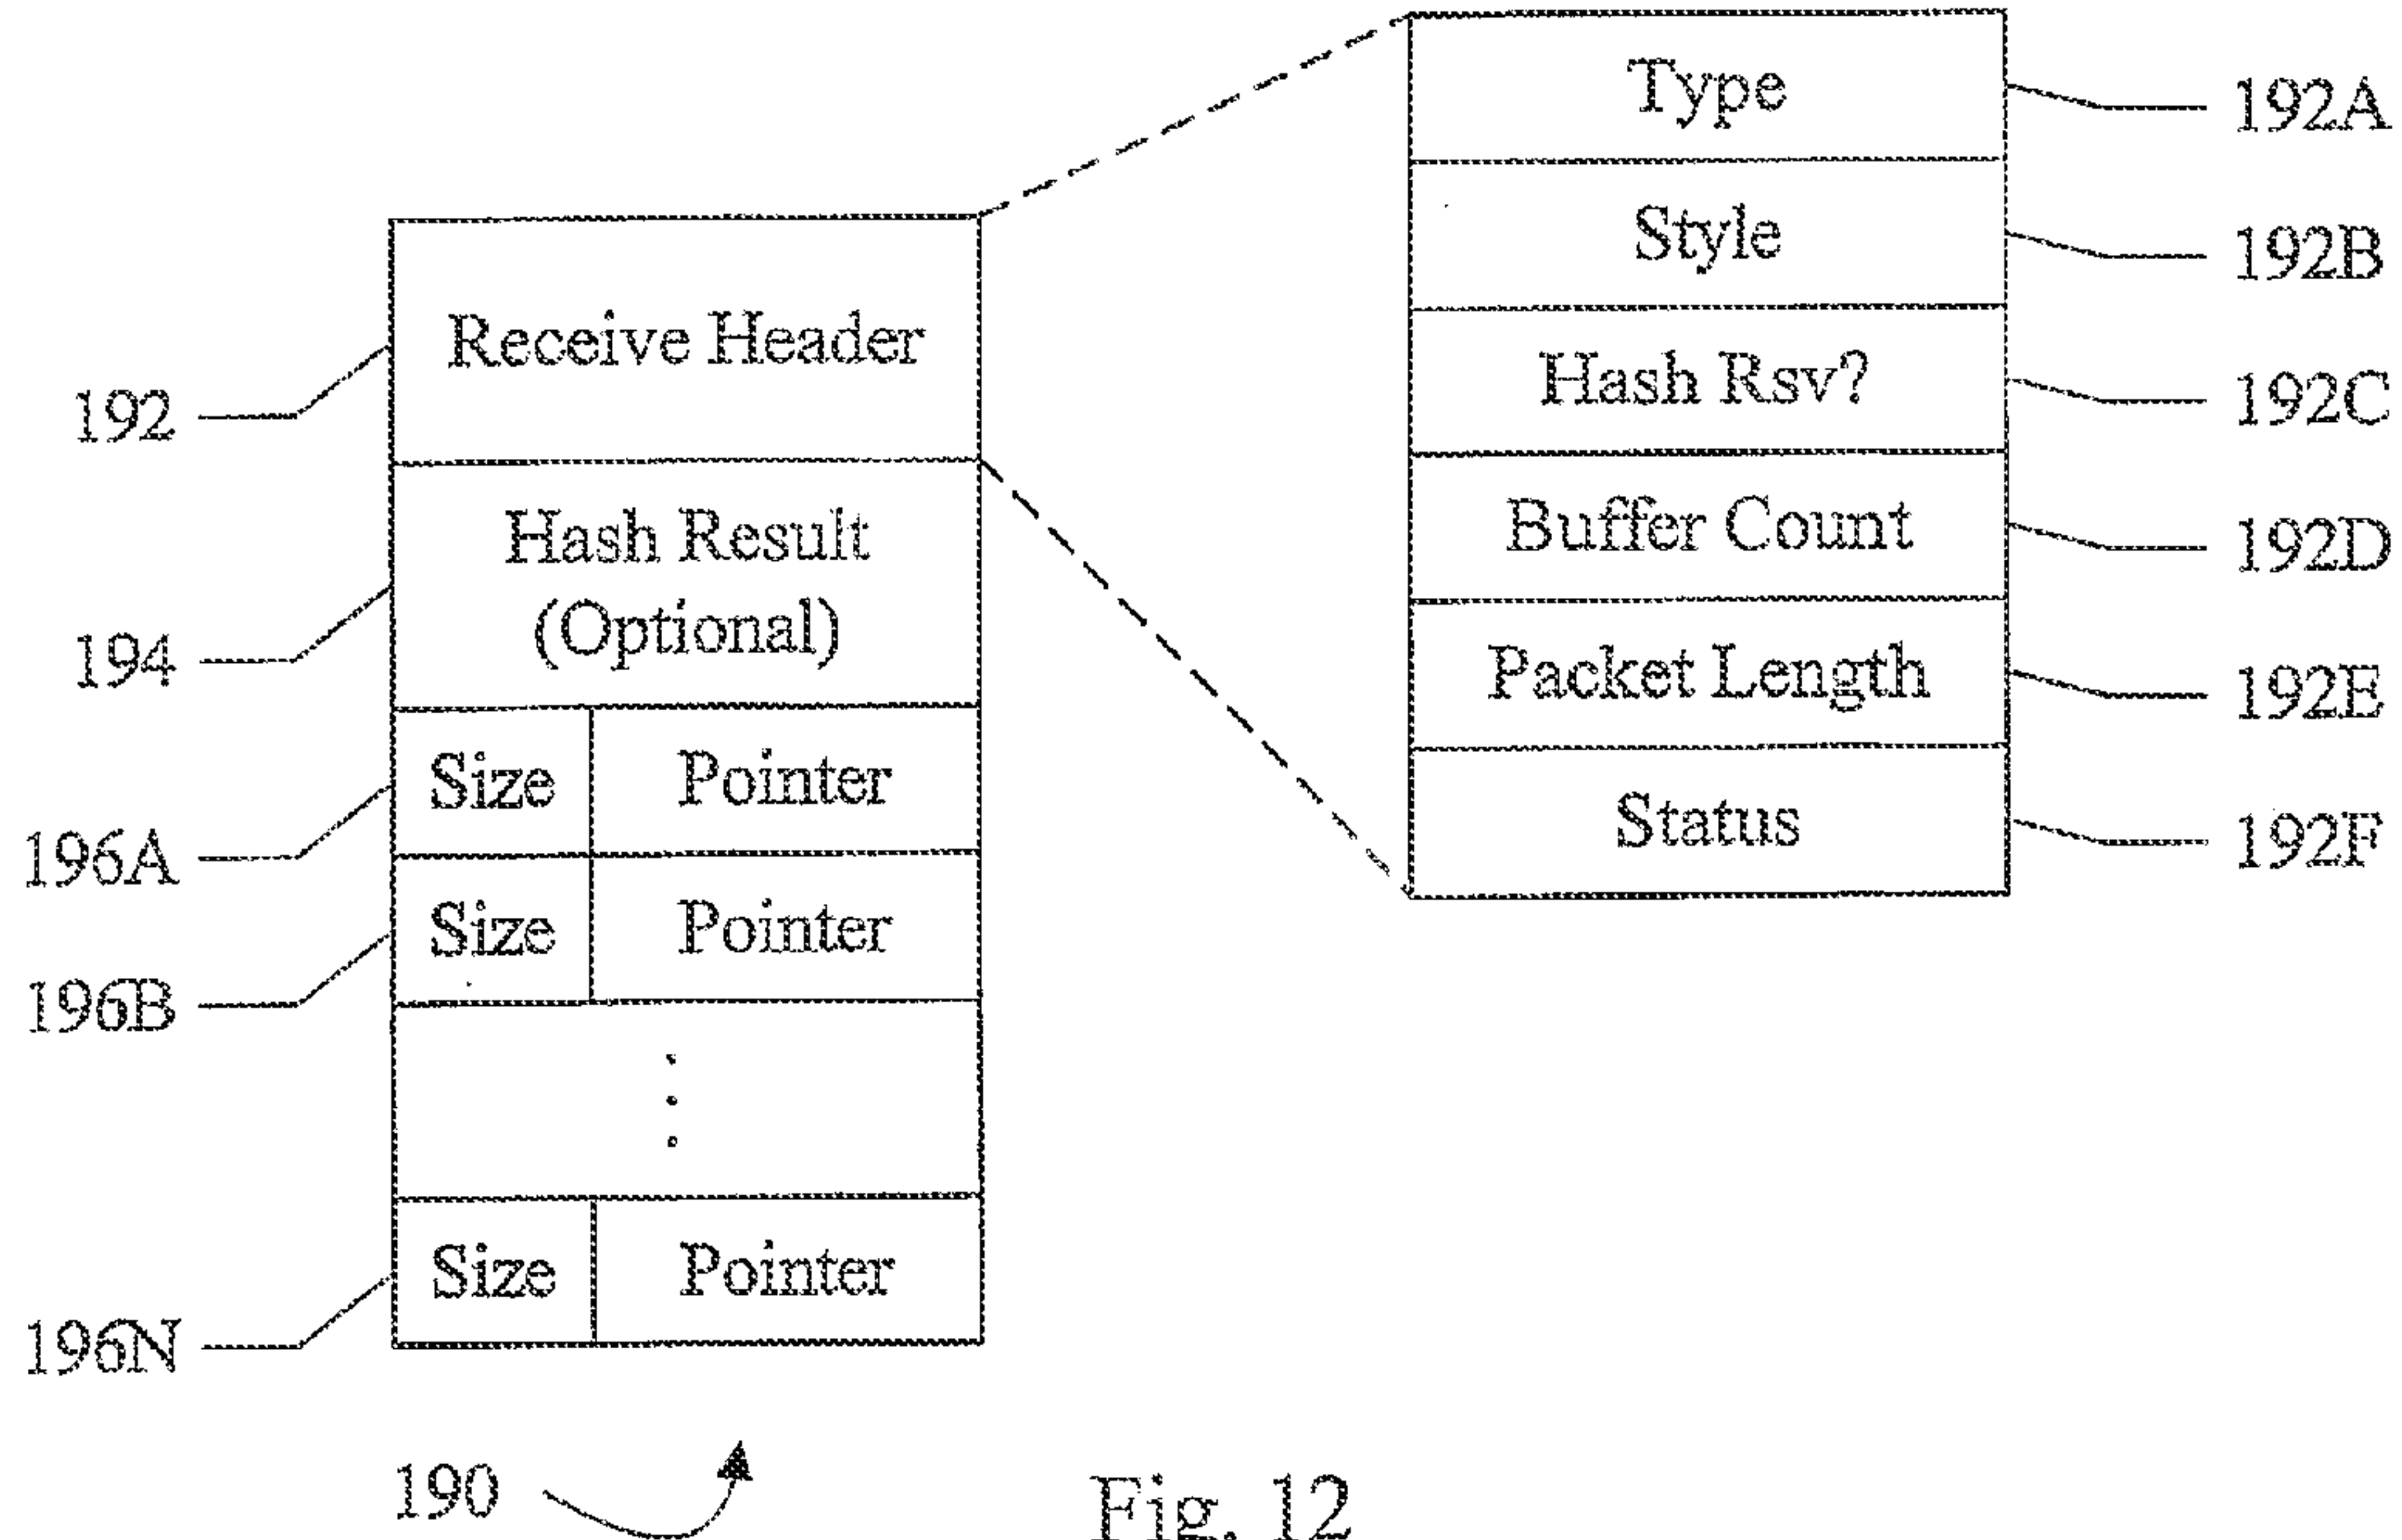 Type
192A
Style
192B
Receive Header
Hash Rsv?
192C
192
Buffer Count
192D
Hash Result
(Optional)
194
Packet Length
192E
Size Pointer
196A
Status
192F
Size Pointer
196B
Size Pointer
196N
190
Fig. 12